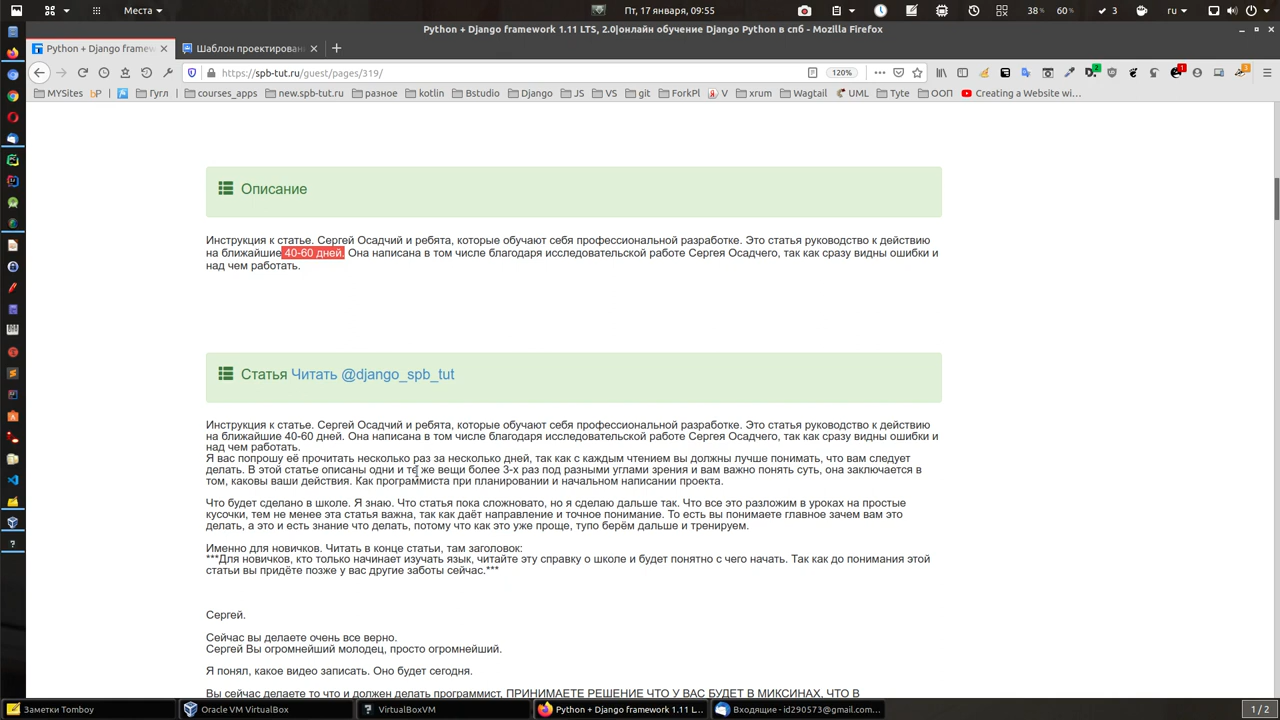 Места
Пт, 17 января, 09:55
38 %
60%
3
ru
Python + Django framework 1.11 LTS, 2.0|онлайн обучение Django Python в спб - Mozilla Firefox
Python + Django framew
Шаблон проектирован
https://spb-tut.ru/guest/pages/319/
120%
MYSites
bP
Гугл
courses_apps
new.spb-tut.ru
разное
kotlin
Bstudio
Django
JS
VS
git
ForkPl
V
xrum
Wagtail
UML
Tyte
ООП
Creating a Website wi...
Описание
Инструкция к статье. Сергей Осадчий и ребята, которые обучают себя профессиональной разработке. Это статья руководство к действию
на ближайшие 40-60 дней. Она написана в том числе благодаря исследовательской работе Сергея Осадчего, так как сразу видны ошибки и
над чем работать.
Статья Читать @django_spb_tut
Инструкция к статье. Сергей Осадчий и ребята, которые обучают себя профессиональной разработке. Это статья руководство к действию
на ближайшие 40-60 дней. Она написана в том числе благодаря исследовательской работе Сергея Осадчего, так как сразу видны ошибки и
над чем работать.
Я вас попрошу её прочитать несколько раз за несколько дней, так как с каждым чтением вы должны лучше понимать, что вам следует
делать. В этой статье описаны одни и те же вещи более 3-х раз под разными углами зрения и вам важно понять суть, она заключается в
том, каковы ваши действия. Как программиста при планировании и начальном написании проекта.
Что будет сделано в школе. Я знаю. Что статья пока сложновато, но я сделаю дальше так. Что все это разложим в уроках на простые
кусочки, тем не менее эта статья важна, так как даёт направление и точное понимание. То есть вы понимаете главное зачем вам это
делать, а это и есть знание что делать, потому что как это уже проще, тупо берём дальше и тренируем.
Именно для новичков. Читать в конце статьи, там заголовок:
***Для новичков, кто только начинает изучать язык, читайте эту справку о школе и будет понятно с чего начать. Так как до понимания этой
статьи вы придёте позже у вас другие заботы сейчас.***
Сергей.
Сейчас вы делаете очень все верно.
Сергей Вы огромнейший молодец, просто огромнейший.
Я понял, какое видео записать. Оно будет сегодня.
Вы сейчас делаете то что и должен делать программист, ПРИНИМАЕТЕ РЕШЕНИЕ ЧТО У ВАС БУДЕТ В МИКСИНАХ, ЧТО В
Заметки Tomboy
Oracle VM VirtualBox
VirtualBoxVM
Python + Django framework 1.11 L...
Входящие - id290573@gmail.com...
1 / 2